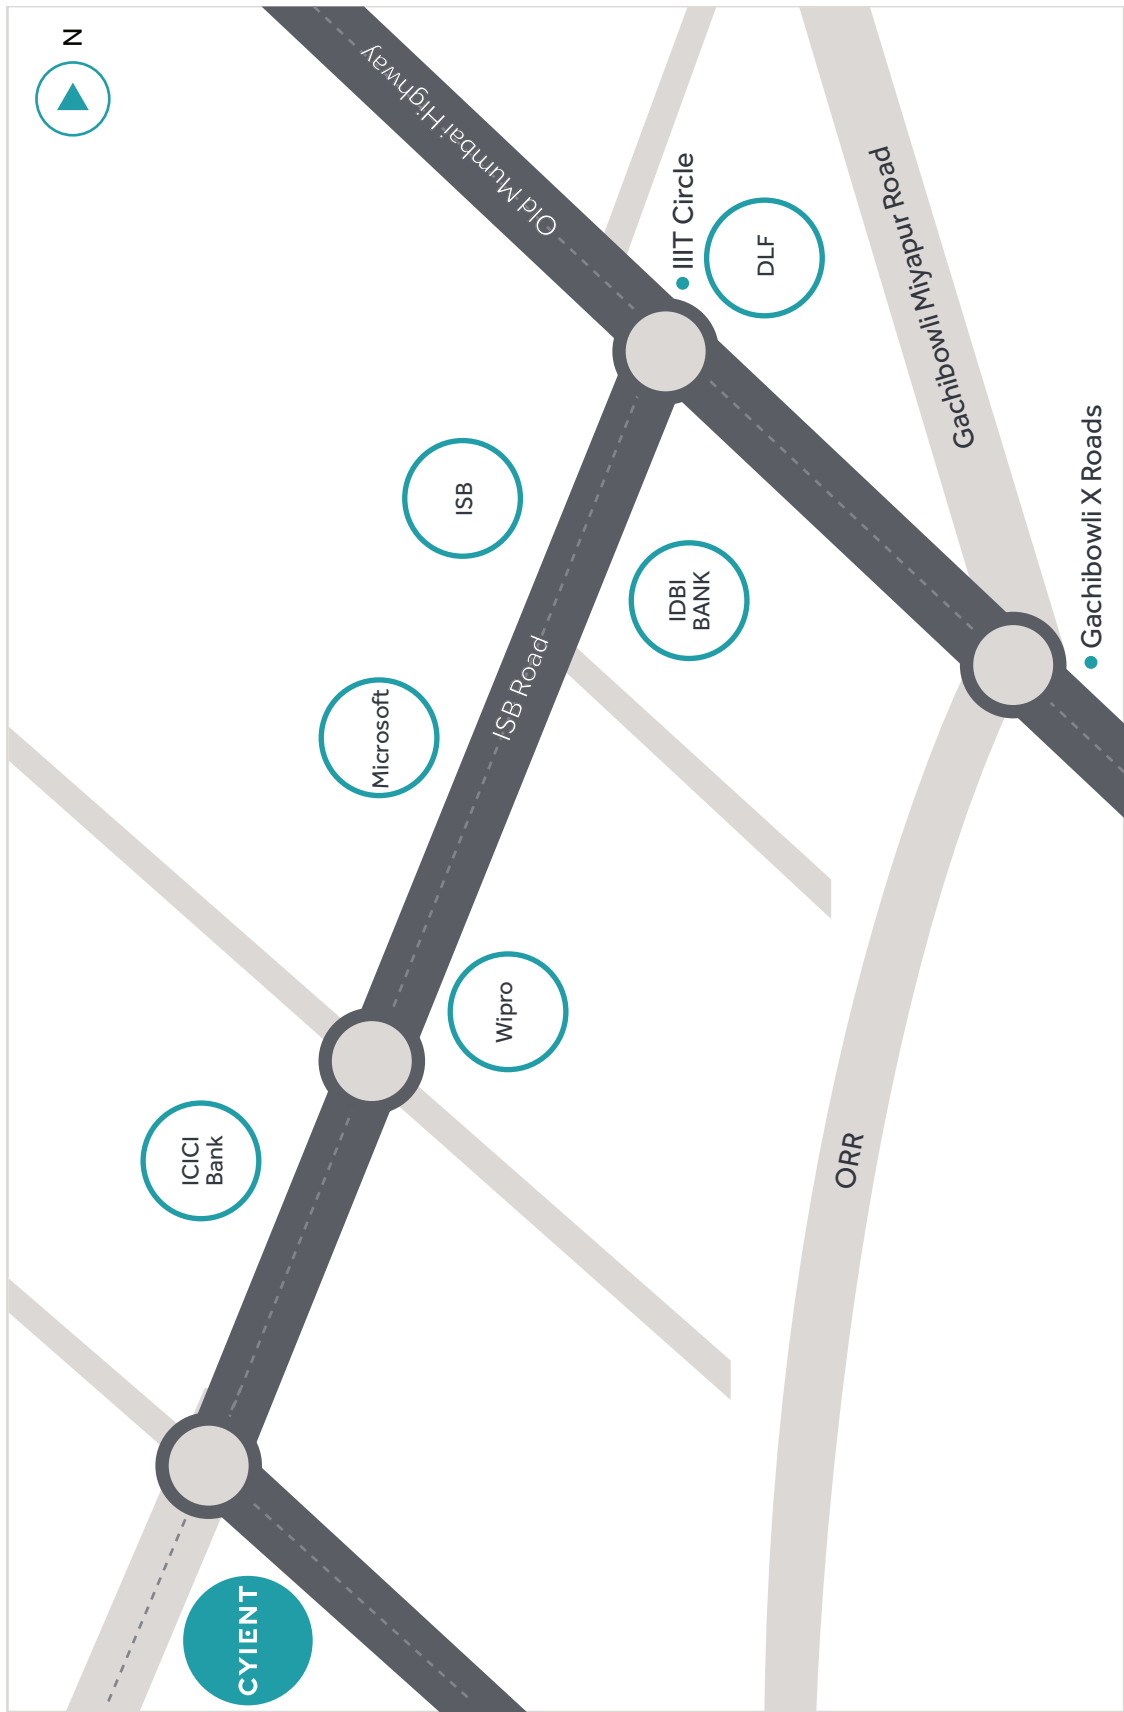 N
Old Mumbai Highway
IIIT Circle
DLF
Gachibowli Miyapur Road
Gachibowli X Roads
ISB
IDBI
BANK
ISB Road
Microsoft
Wipro
ICICI
Bank
ORR
CYIENT